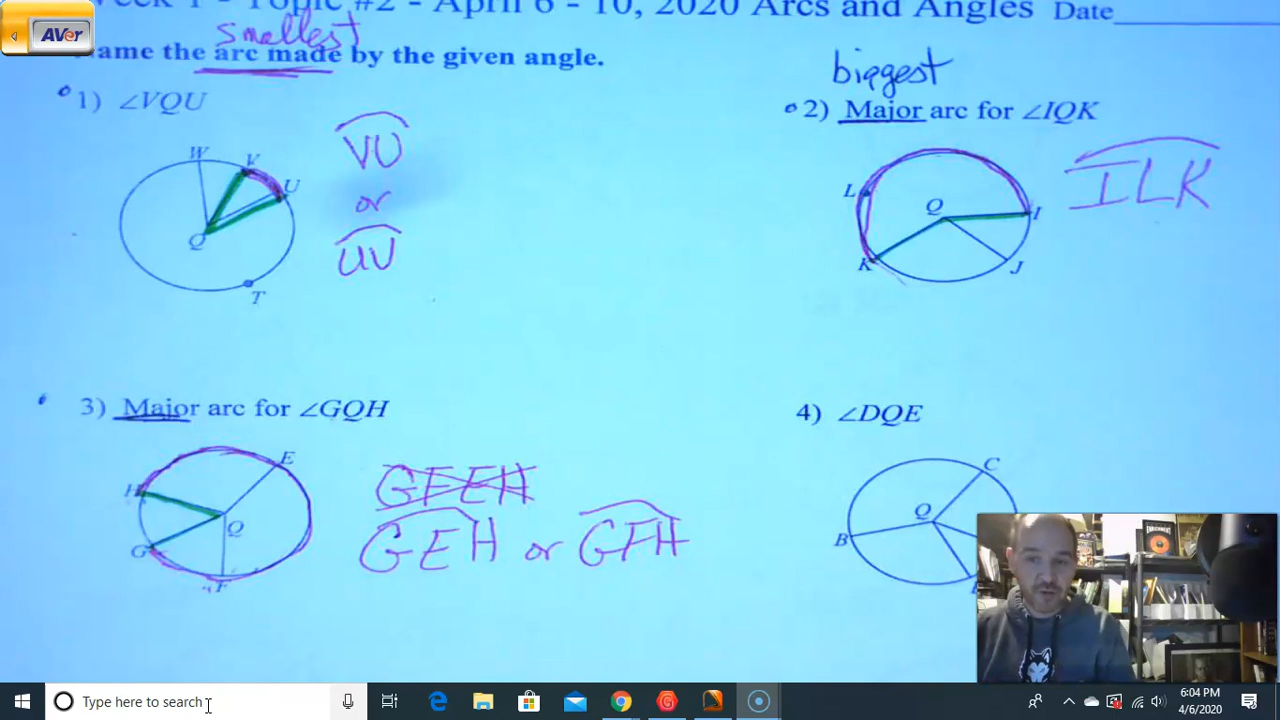 Week 1 - Topic #2 - April 6 - 10, 2020 Arcs and Angles Date
AVer
smallest
Name the arc made by the given angle.
biggest
1) ∠VQU
2) Major arc for ∠IQK
W
V
U
Q
T
VU
or
UV
L
Q
I
K
J
ILK
3) Major arc for ∠GQH
4) ∠DQE
E
H
Q
G
F
GFEH
GEH or GFH
C
Q
B
Type here to search
6:04 PM
4/6/2020